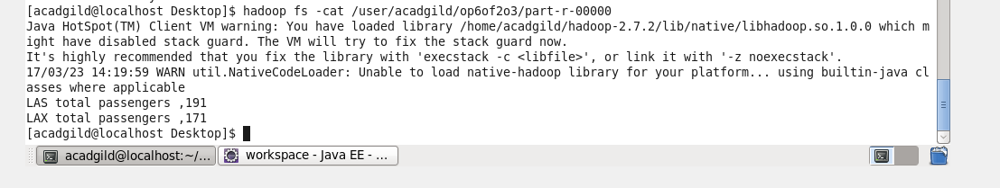 [acadgild@localhost Desktop]$ hadoop fs -cat /user/acadgild/op6of2o3/part-r-00000
Java HotSpot(TM) Client VM warning: You have loaded library /home/acadgild/hadoop-2.7.2/lib/native/libhadoop.so.1.0.0 which m
ight have disabled stack guard. The VM will try to fix the stack guard now.
It's highly recommended that you fix the library with 'execstack -c <libfile>', or link it with '-z noexecstack'.
17/03/23 14:19:59 WARN util.NativeCodeLoader: Unable to load native-hadoop library for your platform... using builtin-java cl
asses where applicable
LAS total passengers ,191
LAX total passengers ,171
[acadgild@localhost Desktop]$
acadgild@localhost:~/... workspace - Java EE - ...